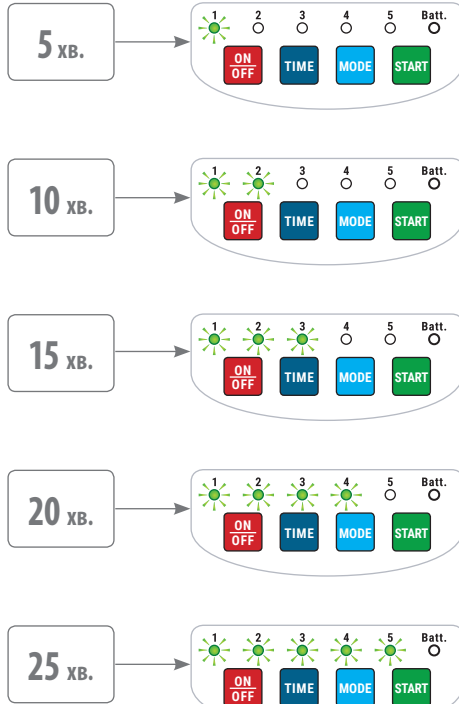 5 хв.
1 2 3 4 5 Batt.
ON
OFF TIME MODE START
10 хв.
1 2 3 4 5 Batt.
ON
OFF TIME MODE START
15 хв.
1 2 3 4 5 Batt.
ON
OFF TIME MODE START
20 хв.
1 2 3 4 5 Batt.
ON
OFF TIME MODE START
25 хв.
1 2 3 4 5 Batt.
ON
OFF TIME MODE START